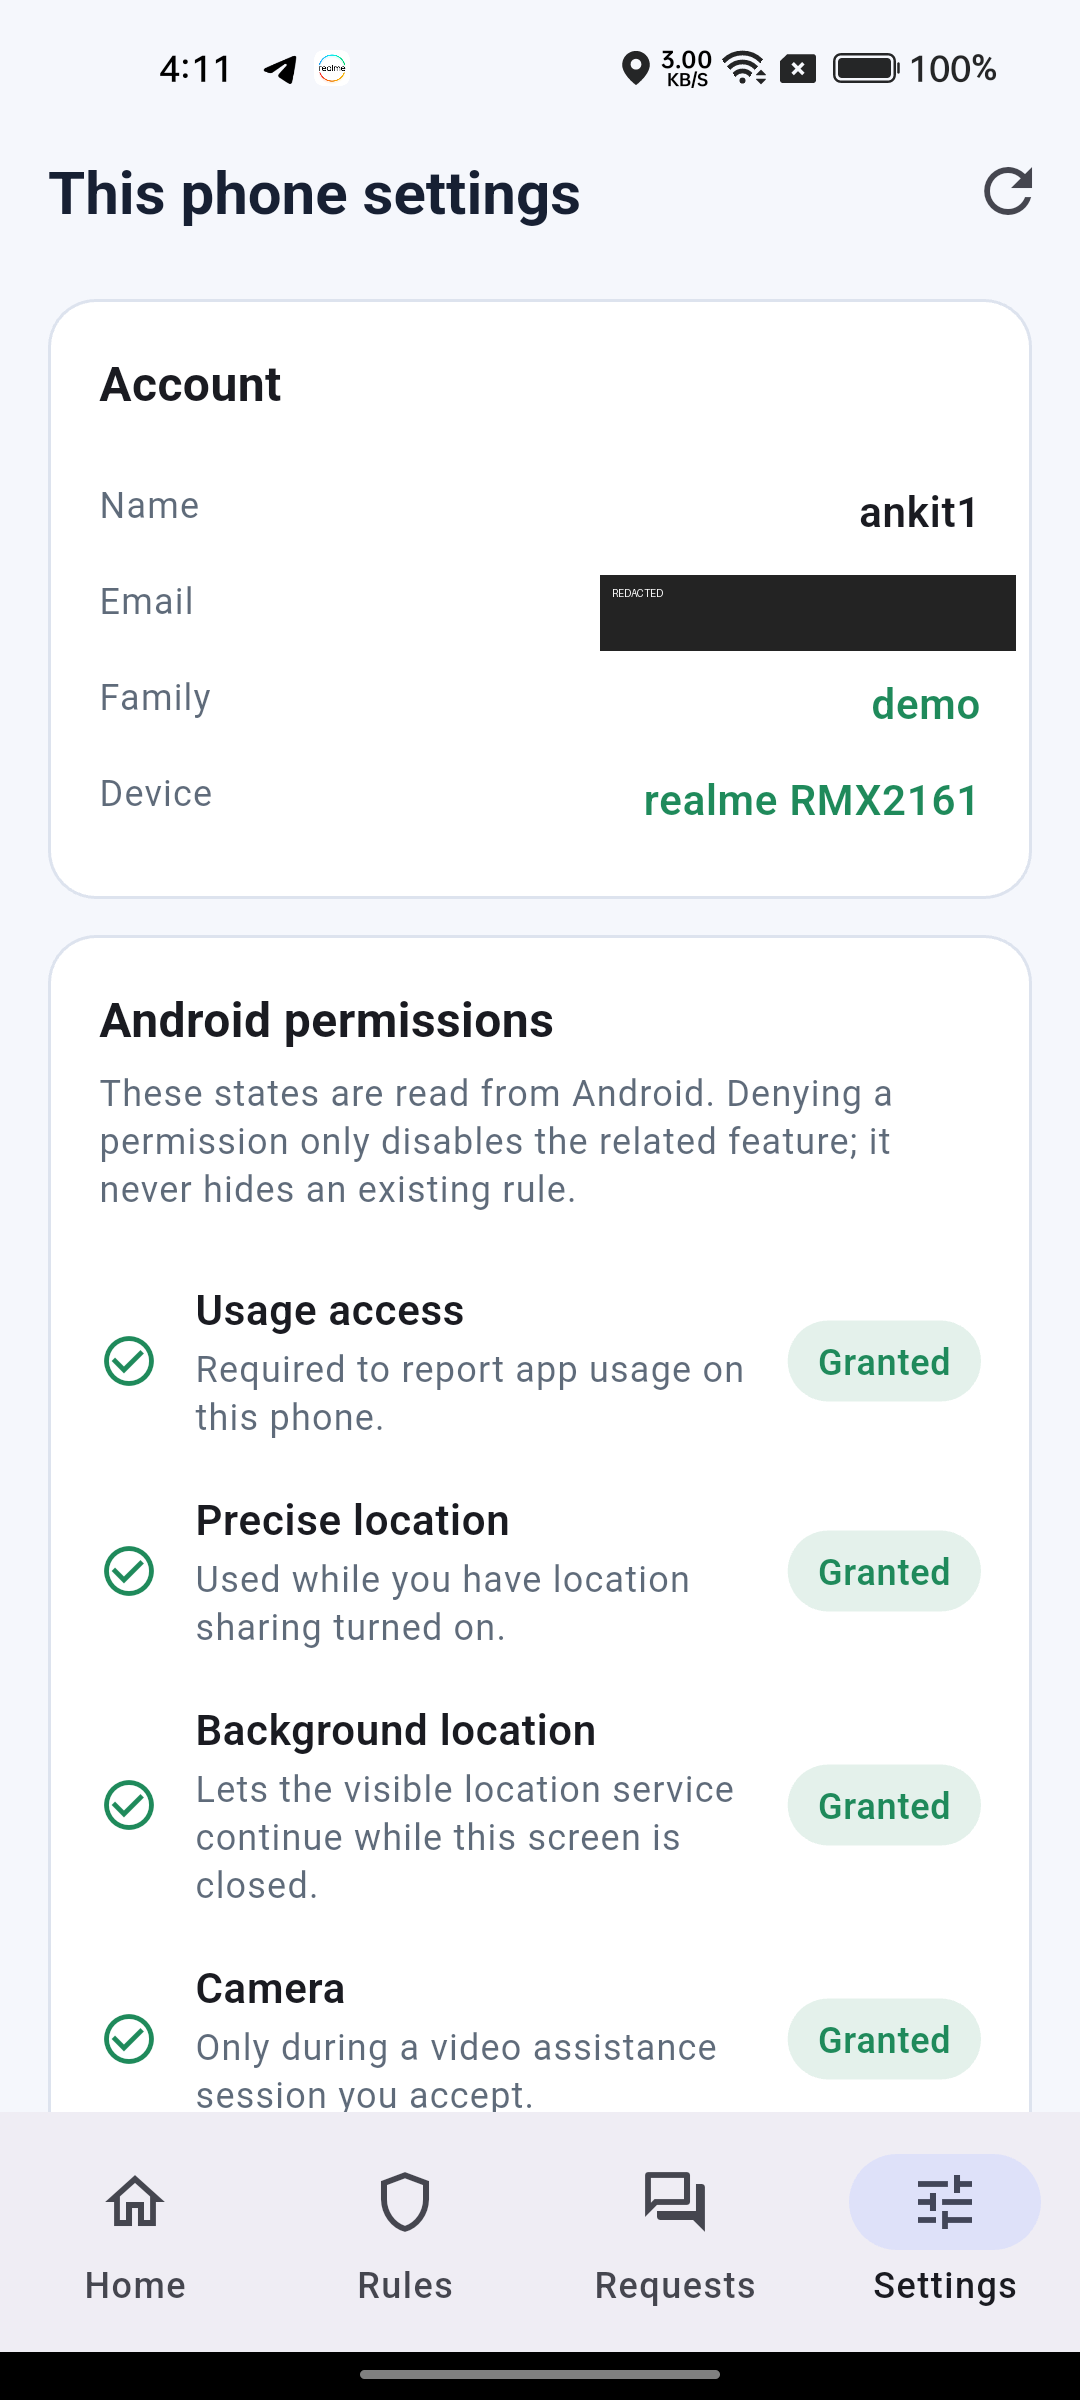 4:11 realme 3.00 KB/S 100%
This phone settings
Account
Name ankit1
Email REDACTED
Family demo
Device realme RMX2161
Android permissions
These states are read from Android. Denying a
permission only disables the related feature; it
never hides an existing rule.
Usage access
Required to report app usage on
this phone.
Granted
Precise location
Used while you have location
sharing turned on.
Granted
Background location
Lets the visible location service
continue while this screen is
closed.
Granted
Camera
Only during a video assistance
session you accept.
Granted
Home Rules Requests Settings